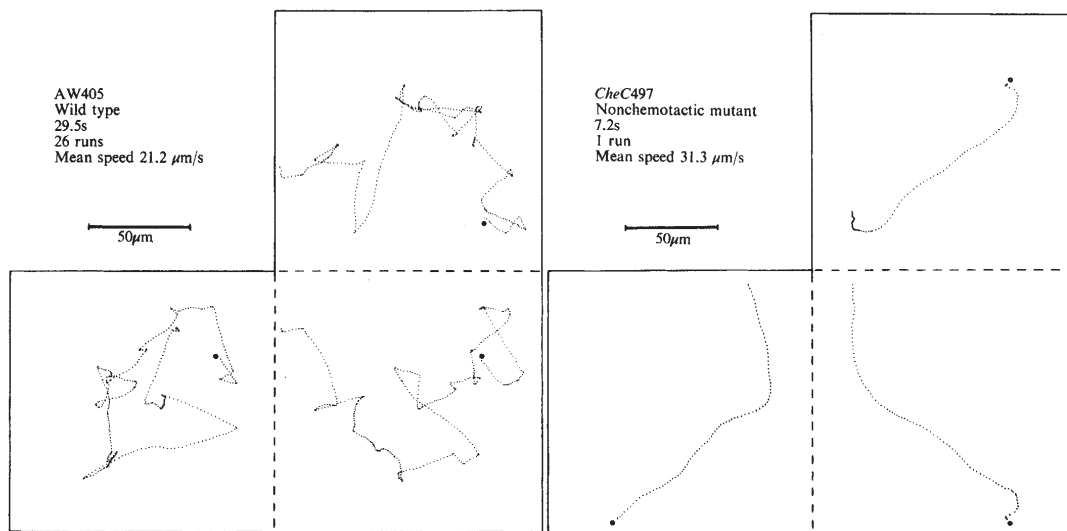 AW405
Wild type
29.5s
26 runs
Mean speed 21.2 μm/s
50μm
CheC497
Nonchemotactic mutant
7.2s
1 run
Mean speed 31.3 μm/s
50μm